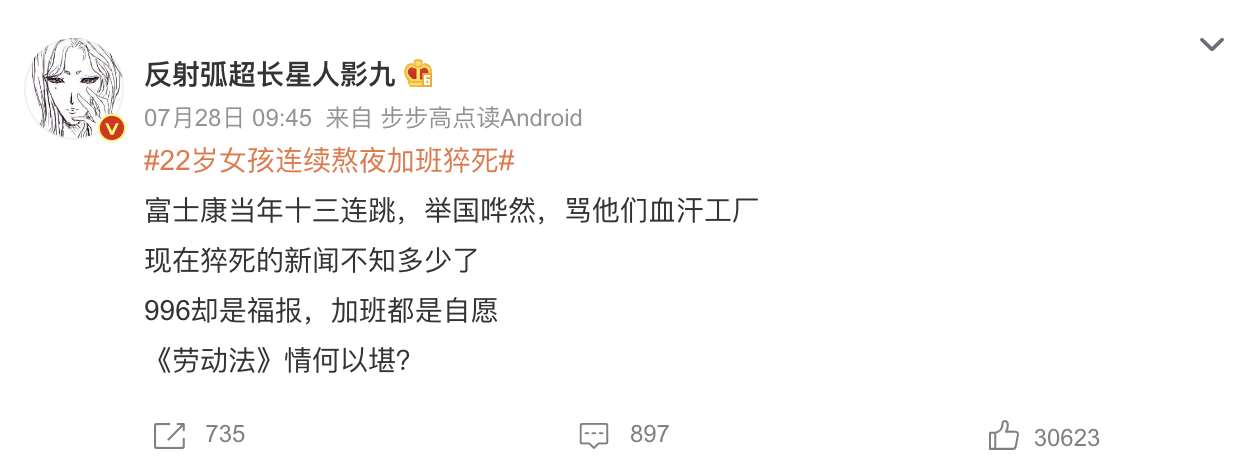 反射弧超长星人影九
07月28日 09:45 来自 步步高点读Android
#22岁女孩连续熬夜加班猝死#
富士康当年十三连跳，举国哗然，骂他们血汗工厂
现在猝死的新闻不知多少了
996却是福报，加班都是自愿
《劳动法》情何以堪？
735 897 30623